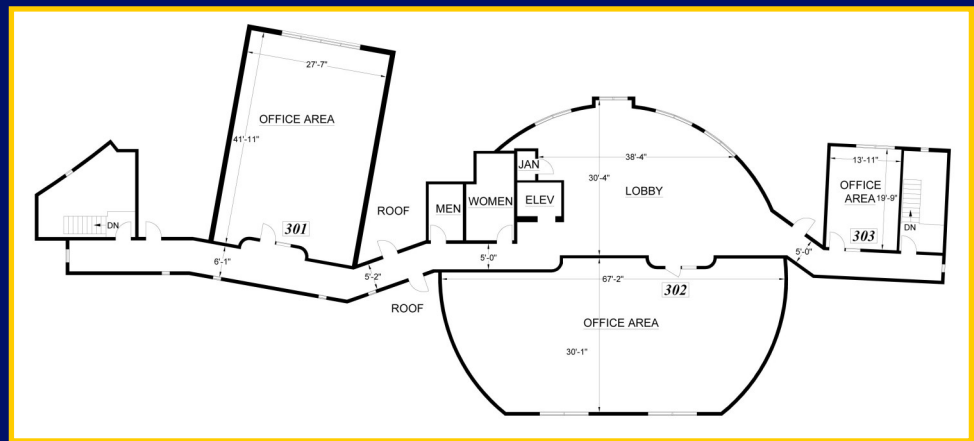 27'-7"
OFFICE AREA
41'-11"
301
DN
6'-1"
ROOF
5'-2"
ROOF
MEN
WOMEN
JAN
ELEV
5'-0"
38'-4"
30'-4"
LOBBY
67'-2"
302
OFFICE AREA
30'-1"
13'-11"
OFFICE
AREA
19'-9"
303
5'-0"
DN